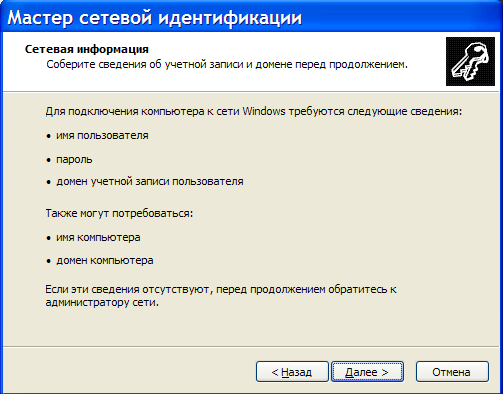 Мастер сетевой идентификации
Сетевая информация
Соберите сведения об учетной записи и домене перед продолжением.
Для подключения компьютера к сети Windows требуются следующие сведения:
• имя пользователя
• пароль
• домен учетной записи пользователя
Также могут потребоваться:
• имя компьютера
• домен компьютера
Если эти сведения отсутствуют, перед продолжением обратитесь к
администратору сети.
< Назад Далее > Отмена